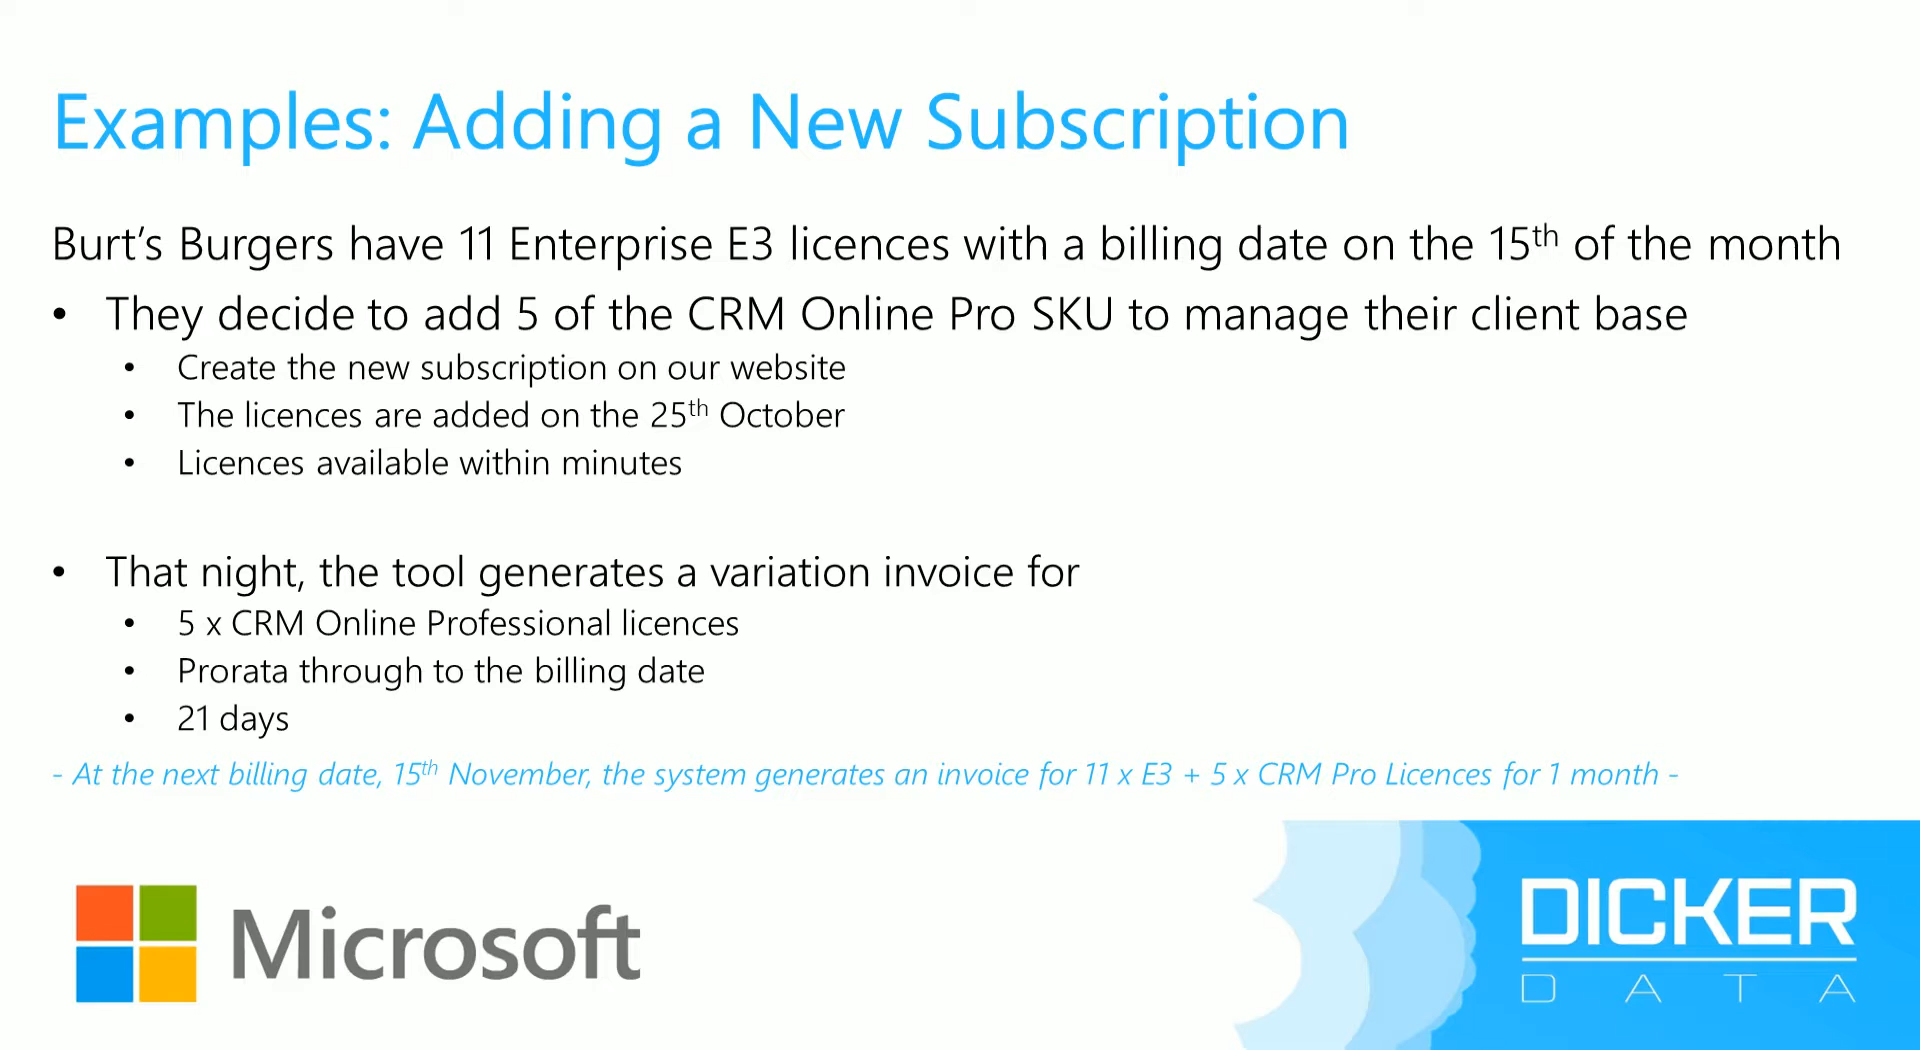 Examples: Adding a New Subscription
Burt’s Burgers have 11 Enterprise E3 licences with a billing date on the 15th of the month
• They decide to add 5 of the CRM Online Pro SKU to manage their client base
• Create the new subscription on our website
• The licences are added on the 25th October
• Licences available within minutes
• That night, the tool generates a variation invoice for
• 5 x CRM Online Professional licences
• Prorata through to the billing date
• 21 days
- At the next billing date, 15th November, the system generates an invoice for 11 x E3 + 5 x CRM Pro Licences for 1 month -
Microsoft
DICKER
DATA